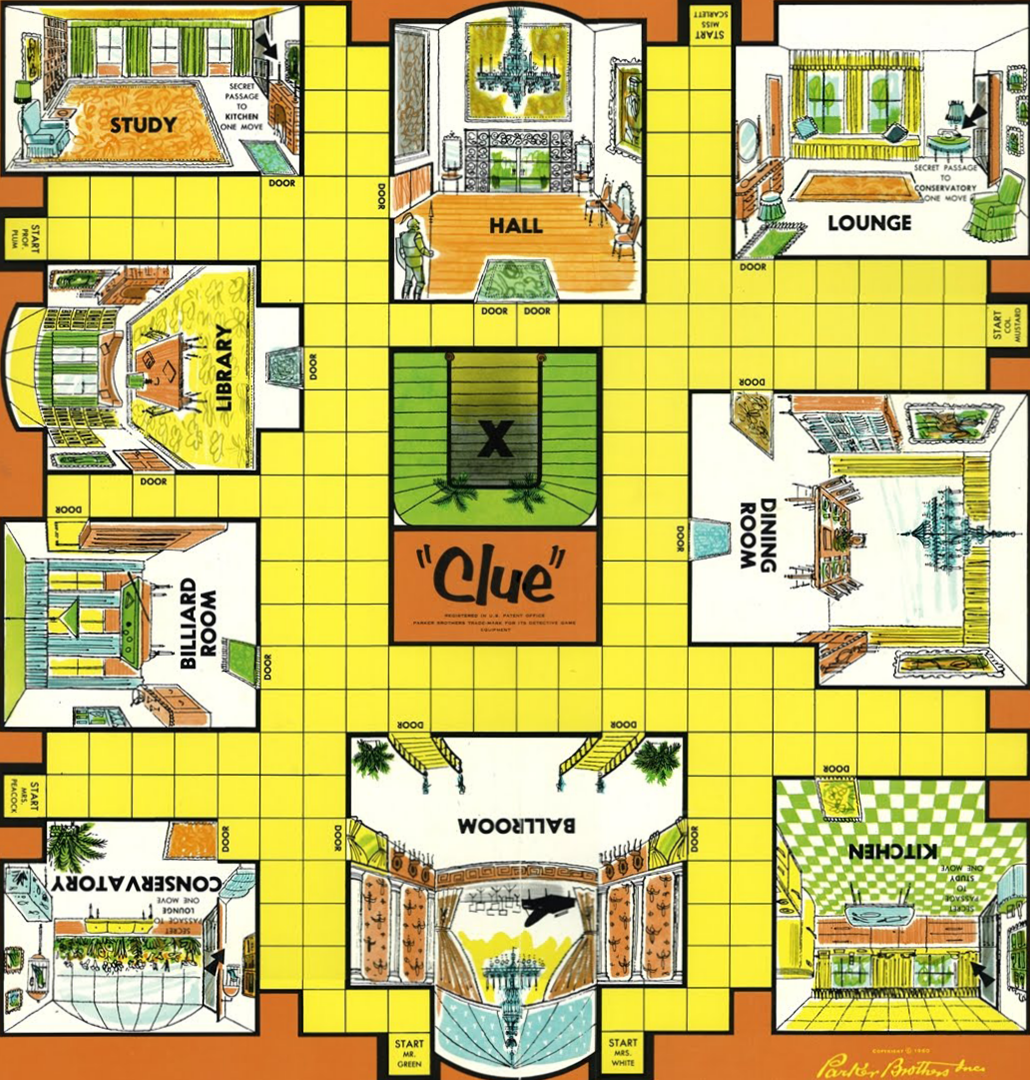 START
MISS
SCARLETT
SECRET
PASSAGE
TO
KITCHEN
ONE MOVE
STUDY
DOOR
DOOR
HALL
DOOR DOOR
SECRET PASSAGE
TO
CONSERVATORY
ONE MOVE
LOUNGE
DOOR
START
PROF.
PLUM
START
COL.
MUSTARD
LIBRARY
DOOR
DOOR
X
DOOR
DINING
ROOM
DOOR
"Clue"
REGISTERED IN U.S. PATENT OFFICE
PARKER BROTHERS TRADE-MARK FOR ITS DETECTIVE GAME
EQUIPMENT
DOOR
BILLIARD
ROOM
DOOR
DOOR DOOR
BALLROOM
DOOR
DOOR
START
MRS.
PEACOCK
DOOR
CONSERVATORY
SECRET
PASSAGE TO
LOUNGE
ONE MOVE
DOOR
KITCHEN
SECRET
PASSAGE
TO
STUDY
ONE MOVE
START
MR.
GREEN
START
MRS.
WHITE
COPYRIGHT © 1960
Parker Brothers Inc